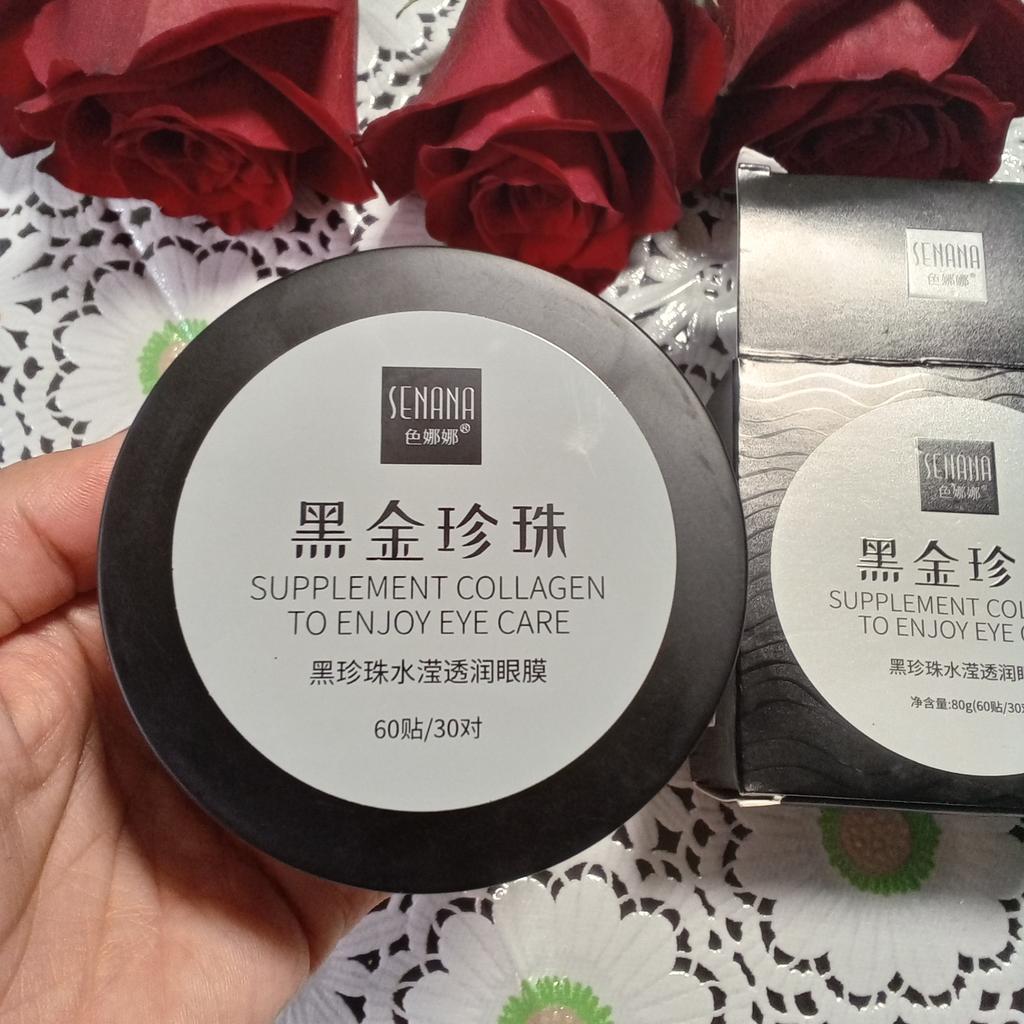 SENANA
色娜娜®
黑金珍珠
SUPPLEMENT COLLAGEN
TO ENJOY EYE CARE
黑珍珠水滢透润眼膜
60贴/30对
SENANA
色娜娜®
SENANA
色娜娜®
黑金珍
SUPPLEMENT COL
TO ENJOY EYE
黑珍珠水滢透润
净含量:80g(60贴/30